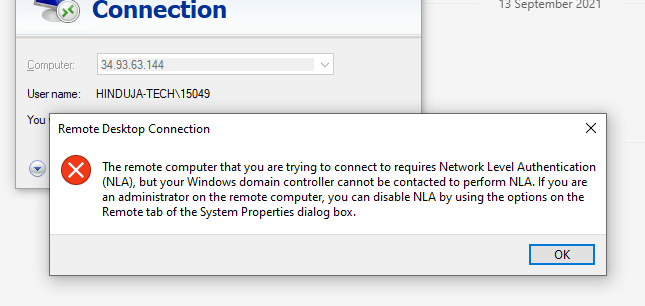 13 September 2021
Connection
Computer:
34.93.63.144
User name:
HINDUJA-TECH\15049
You
Remote Desktop Connection
The remote computer that you are trying to connect to requires Network Level Authentication
(NLA), but your Windows domain controller cannot be contacted to perform NLA. If you are
an administrator on the remote computer, you can disable NLA by using the options on the
Remote tab of the System Properties dialog box.
OK